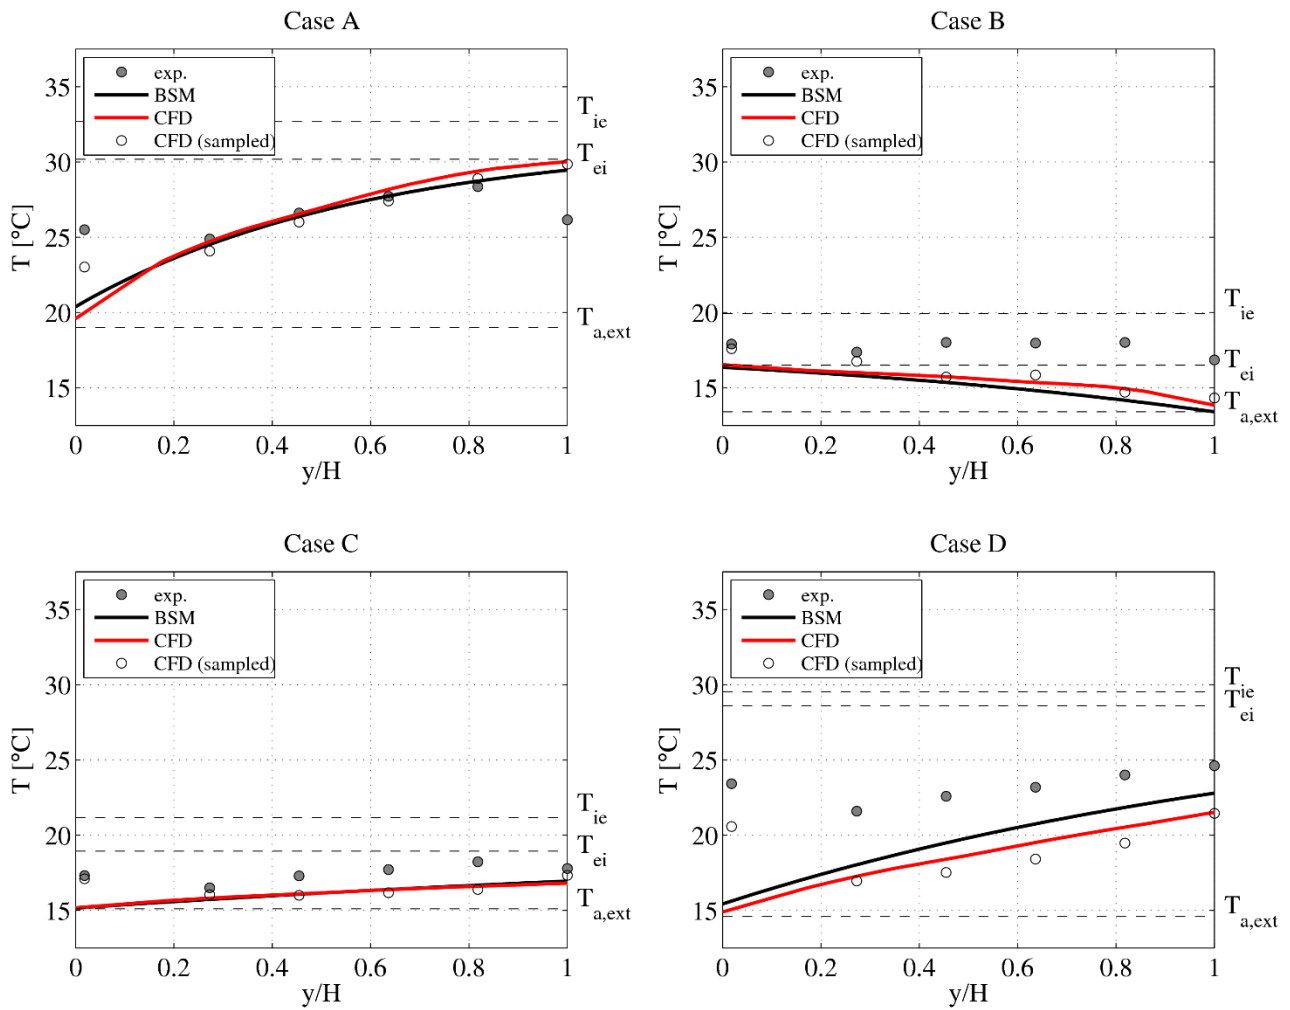 Case A
exp.
BSM
CFD
CFD (sampled)
T_ie
T_ei
T_a,ext
35
30
25
20
15
T [°C]
0 0.2 0.4 0.6 0.8 1
y/H
Case B
exp.
BSM
CFD
CFD (sampled)
T_ie
T_ei
T_a,ext
35
30
25
20
15
T [°C]
0 0.2 0.4 0.6 0.8 1
y/H
Case C
exp.
BSM
CFD
CFD (sampled)
T_ie
T_ei
T_a,ext
35
30
25
20
15
T [°C]
0 0.2 0.4 0.6 0.8 1
y/H
Case D
exp.
BSM
CFD
CFD (sampled)
T_ie
T_ei
T_a,ext
35
30
25
20
15
T [°C]
0 0.2 0.4 0.6 0.8 1
y/H